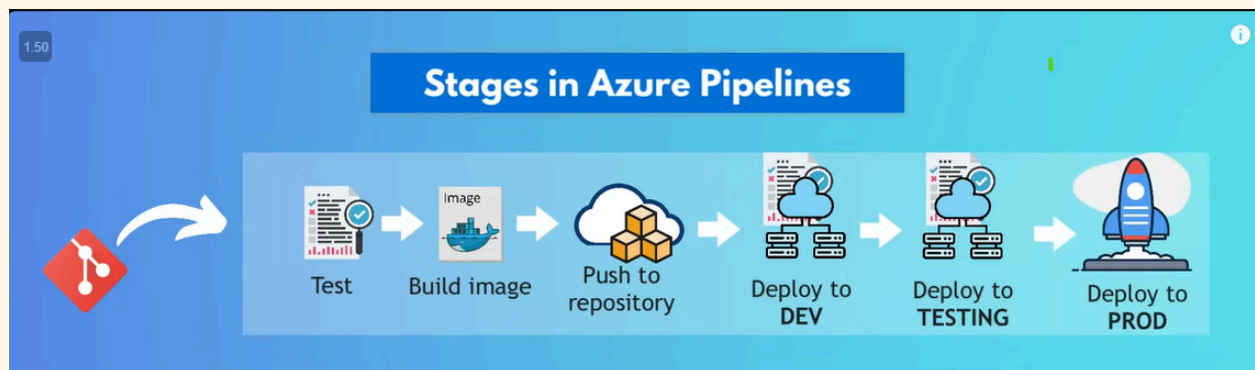 1.50
Stages in Azure Pipelines
Image
Test
Build image
Push to
repository
Deploy to
DEV
Deploy to
TESTING
Deploy to
PROD